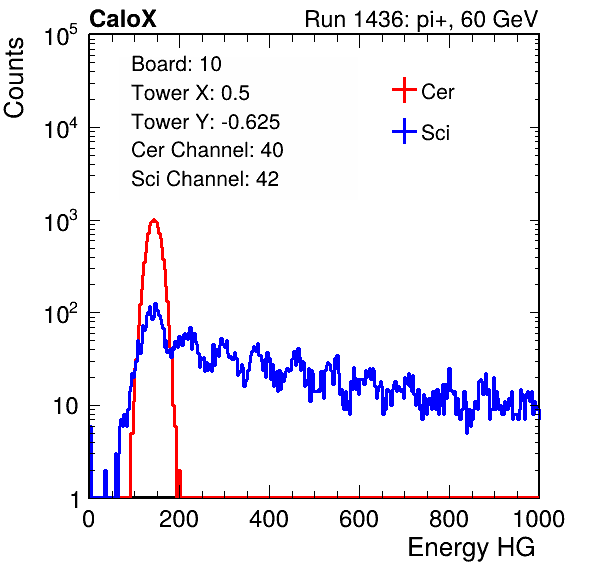 CaloX Run 1436: pi+, 60 GeV
Counts
Board: 10
Tower X: 0.5
Tower Y: -0.625
Cer Channel: 40
Sci Channel: 42
Cer
Sci
10^5
10^4
10^3
10^2
10
1
0 200 400 600 800 1000
Energy HG